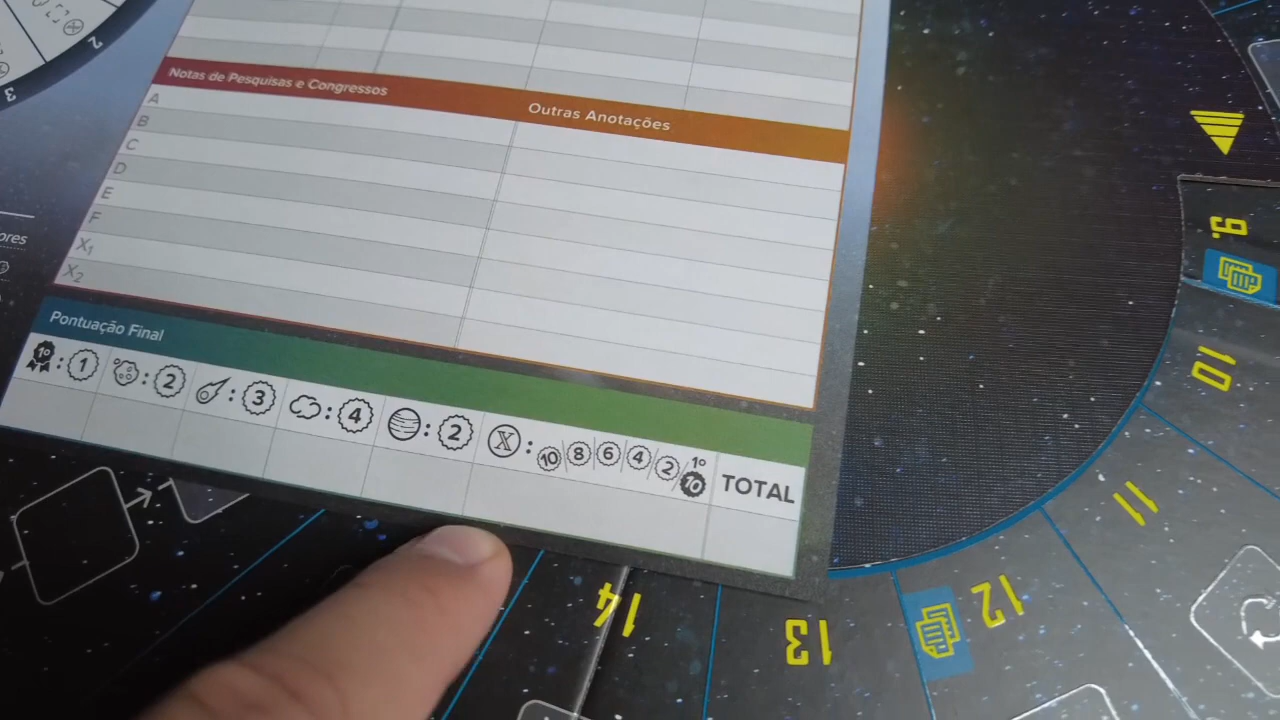 2
3
Notas de Pesquisas e Congressos
Outras Anotações
A
B
C
D
E
F
X1
X2
Pontuação Final
1º : 1
: 2
: 3
: 4
: 2
X : 10 8 6 4 2 1º 10
TOTAL
9.
10.
11
12
13
14